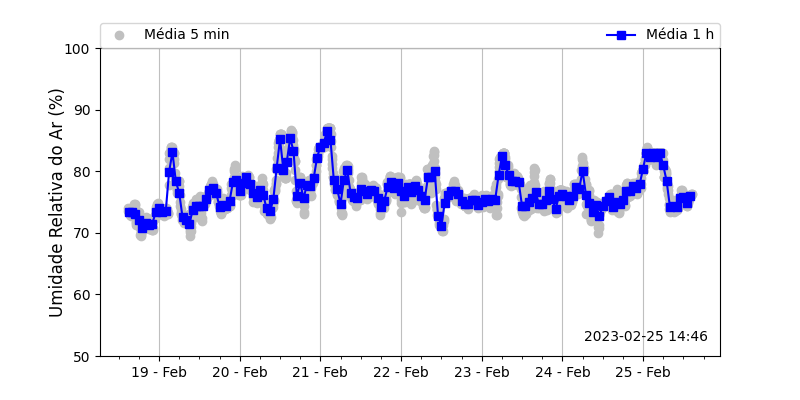 Média 5 min
Média 1 h
100
90
80
70
60
50
Umidade Relativa do Ar (%)
2023-02-25 14:46
19 - Feb
20 - Feb
21 - Feb
22 - Feb
23 - Feb
24 - Feb
25 - Feb